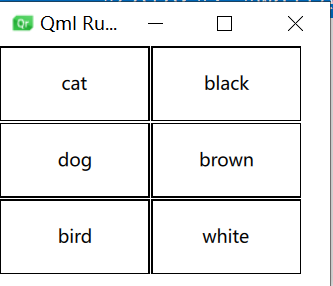 Qml Ru...
cat black
dog brown
bird white